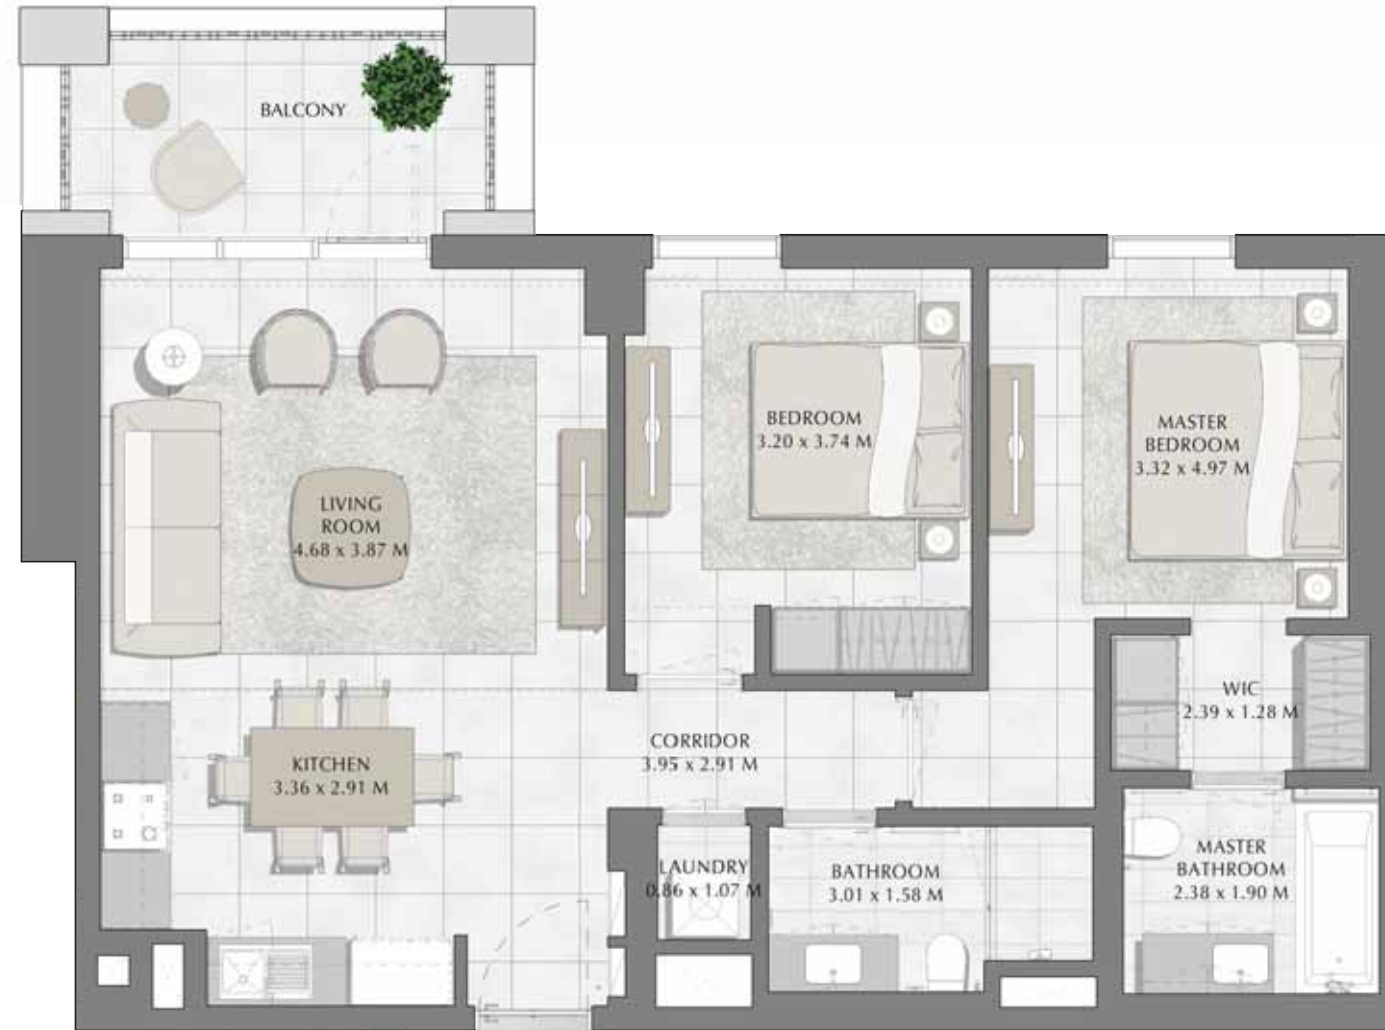 BALCONY
BEDROOM
3.20 x 3.74 M
MASTER
BEDROOM
3.32 x 4.97 M
LIVING
ROOM
4.68 x 3.87 M
WIC
2.39 x 1.28 M
CORRIDOR
3.95 x 2.91 M
KITCHEN
3.36 x 2.91 M
LAUNDRY
0.86 x 1.07 M
BATHROOM
3.01 x 1.58 M
MASTER
BATHROOM
2.38 x 1.90 M